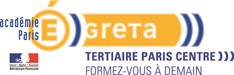 académie
Paris
é GRETA
TERTIAIRE PARIS CENTRE )))
FORMEZ-VOUS À DEMAIN